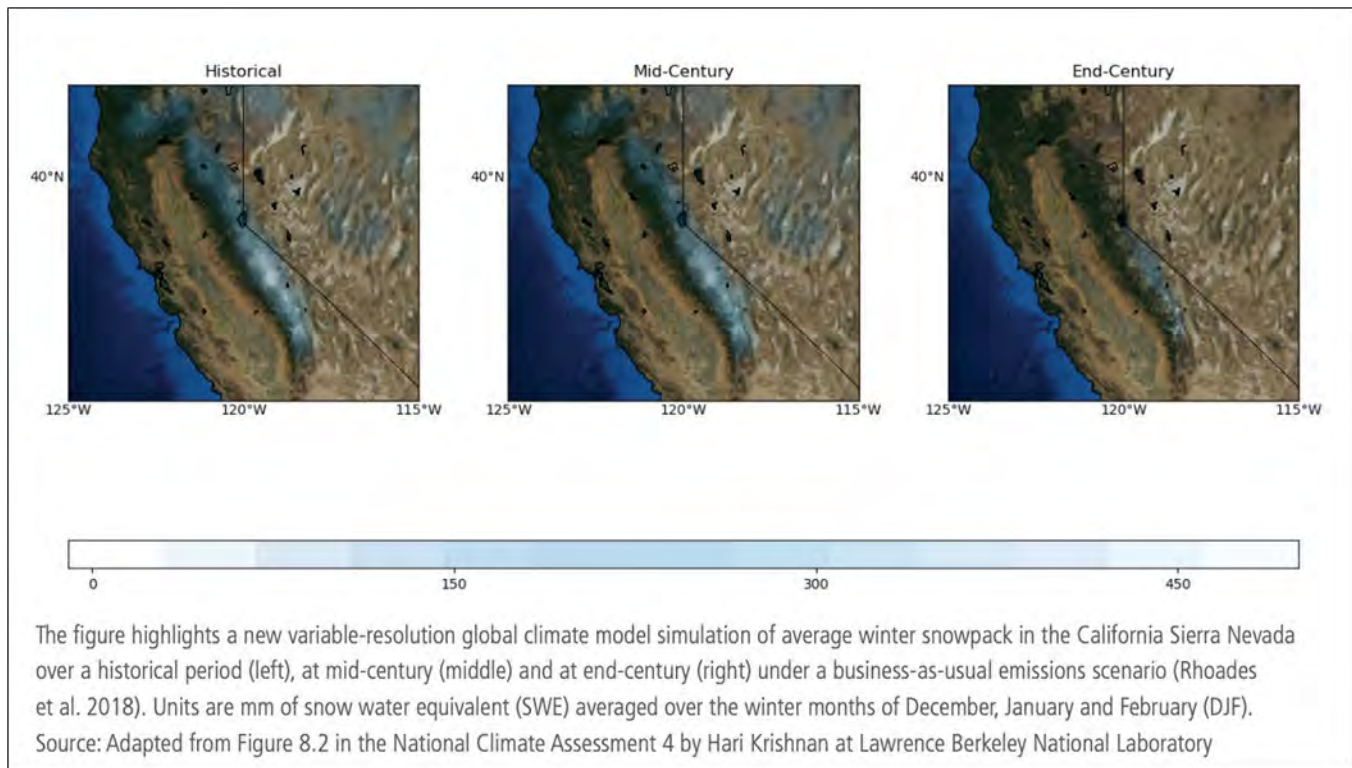 Historical
Mid-Century
End-Century
40°N
40°N
40°N
125°W
120°W
115°W
125°W
120°W
115°W
125°W
120°W
115°W
0
150
300
450
The figure highlights a new variable-resolution global climate model simulation of average winter snowpack in the California Sierra Nevada
over a historical period (left), at mid-century (middle) and at end-century (right) under a business-as-usual emissions scenario (Rhoades
et al. 2018). Units are mm of snow water equivalent (SWE) averaged over the winter months of December, January and February (DJF).
Source: Adapted from Figure 8.2 in the National Climate Assessment 4 by Hari Krishnan at Lawrence Berkeley National Laboratory